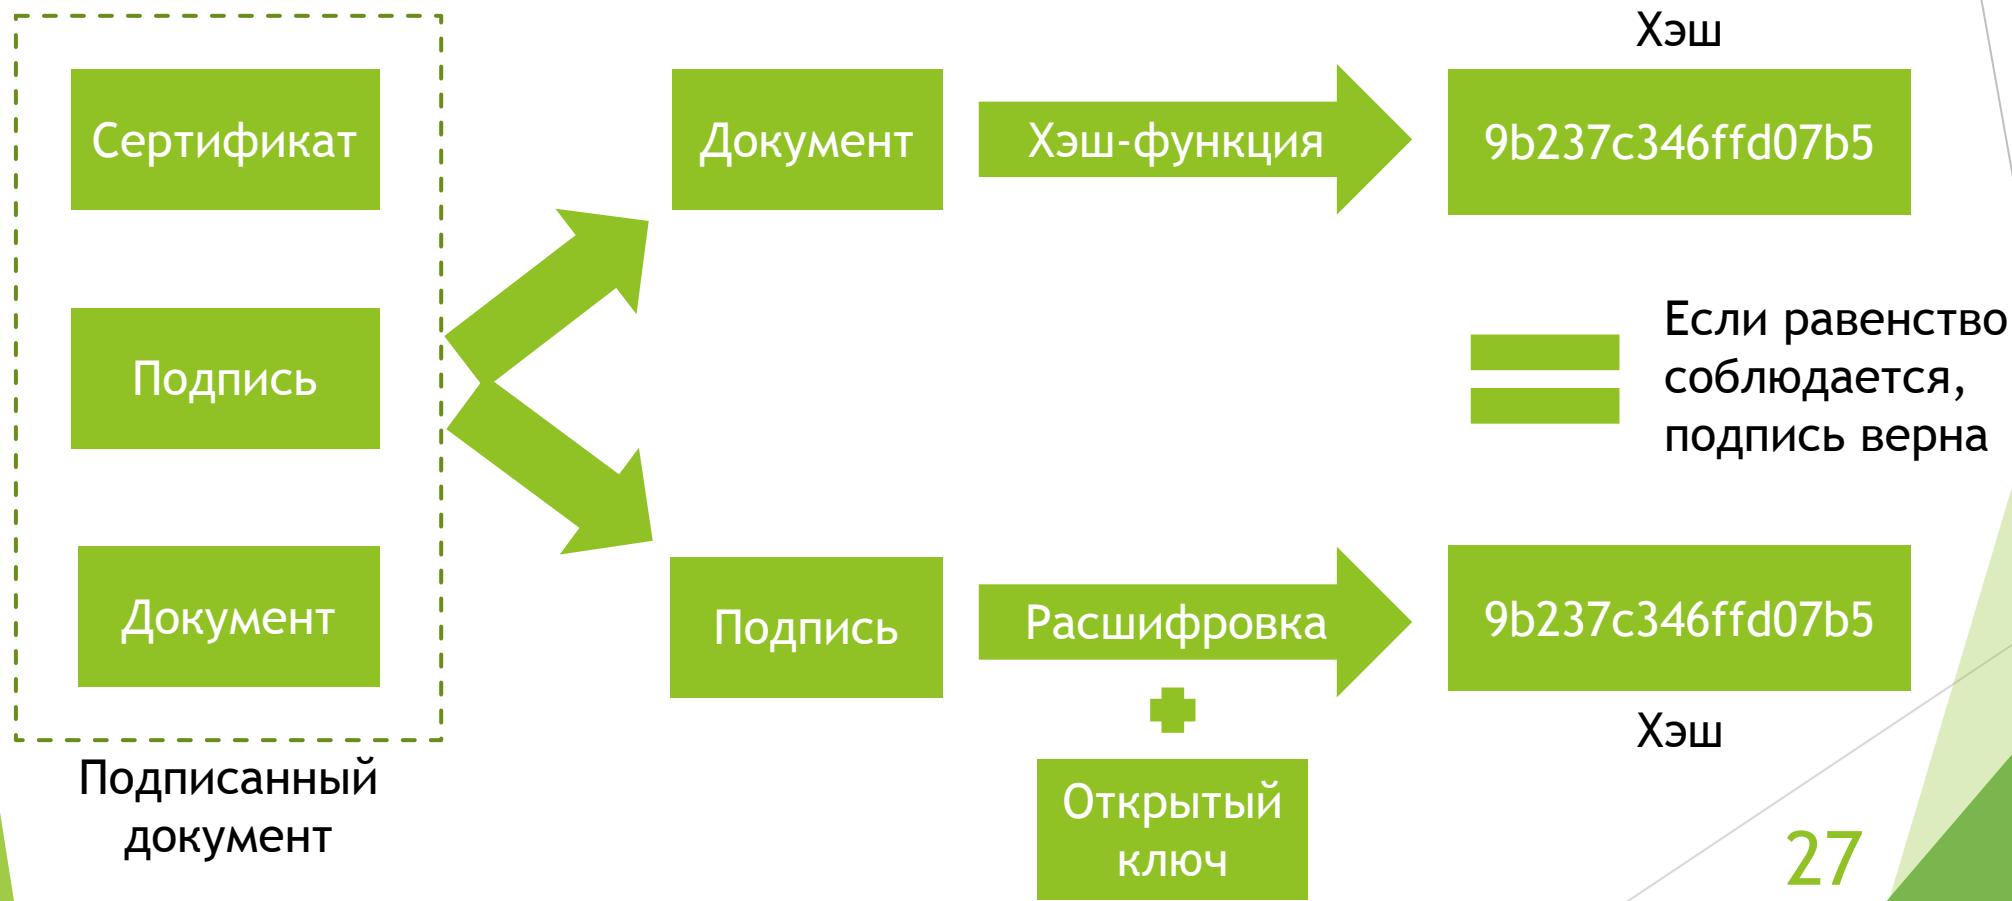 Сертификат
Подпись
Документ
Подписанный
документ
Документ
Хэш-функция
Хэш
9b237c346ffd07b5
Если равенство
соблюдается,
подпись верна
Подпись
Расшифровка
9b237c346ffd07b5
Хэш
Открытый
ключ
27